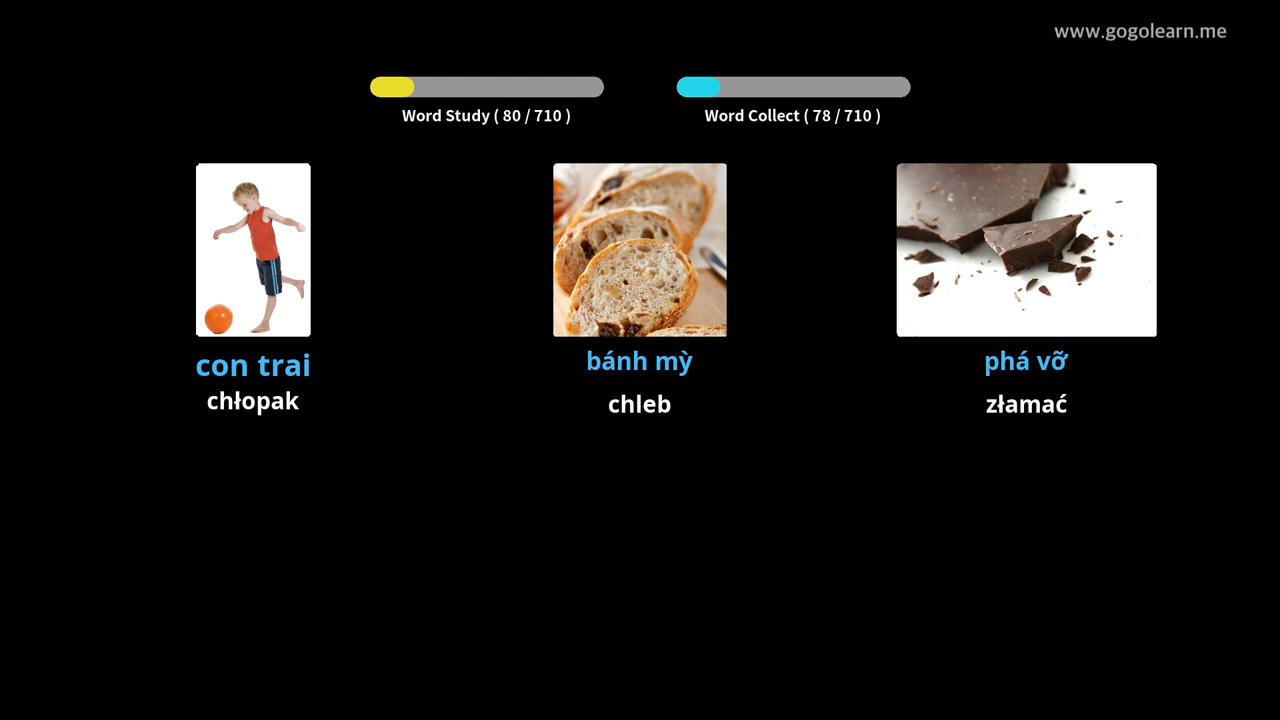 www.gogolearn.me
Word Study ( 80 / 710 )
Word Collect ( 78 / 710 )
con trai
chłopak
bánh mỳ
chleb
phá vỡ
złamać